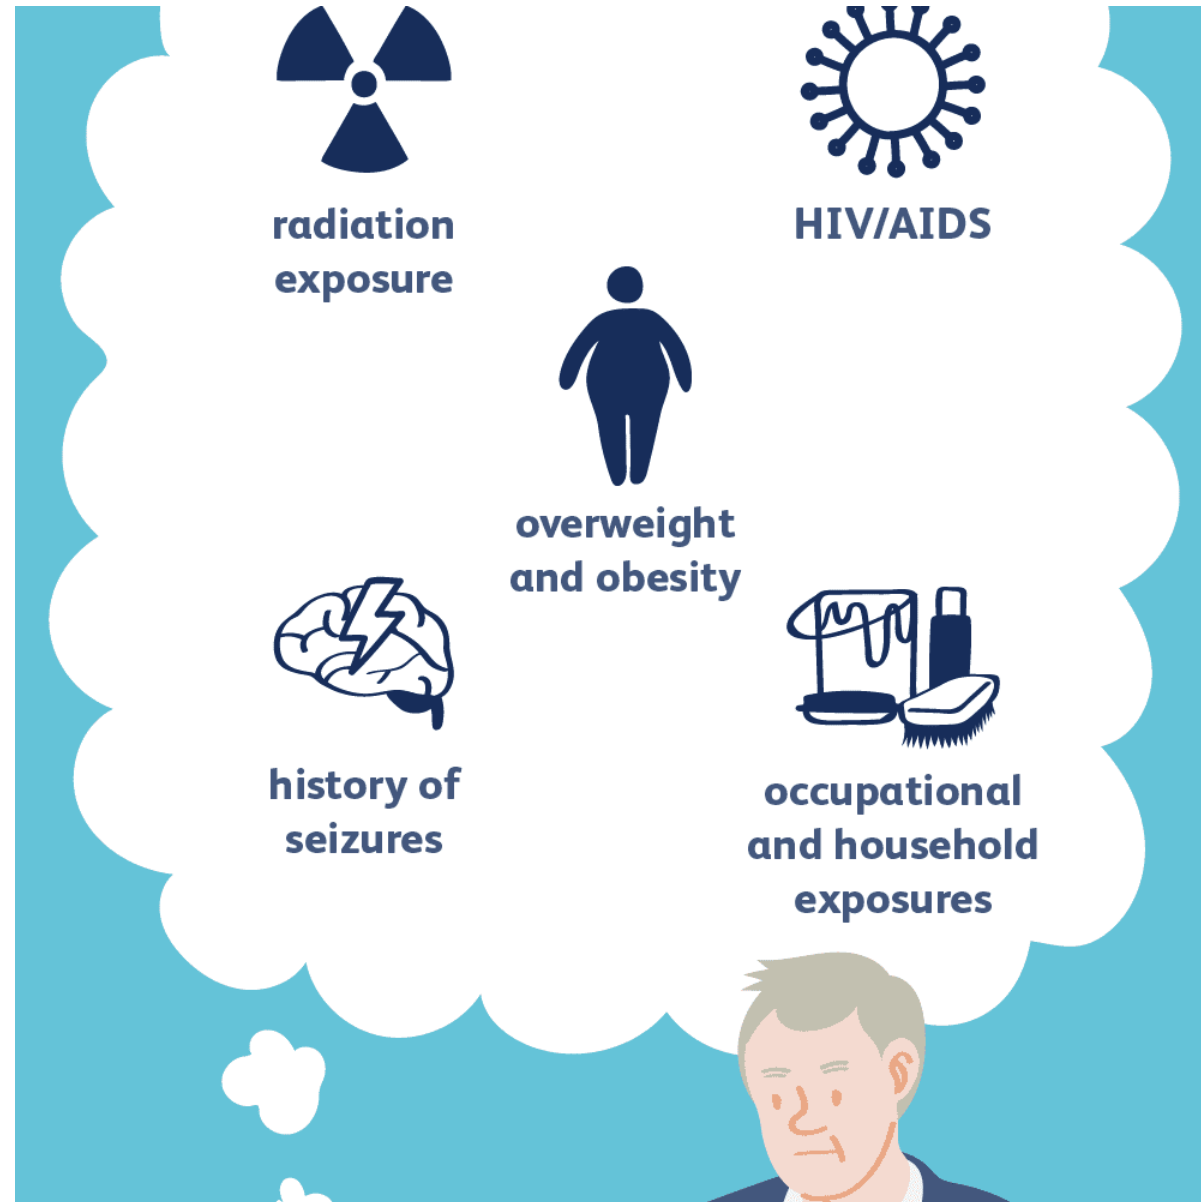 radiation
exposure
HIV/AIDS
overweight
and obesity
history of
seizures
occupational
and household
exposures